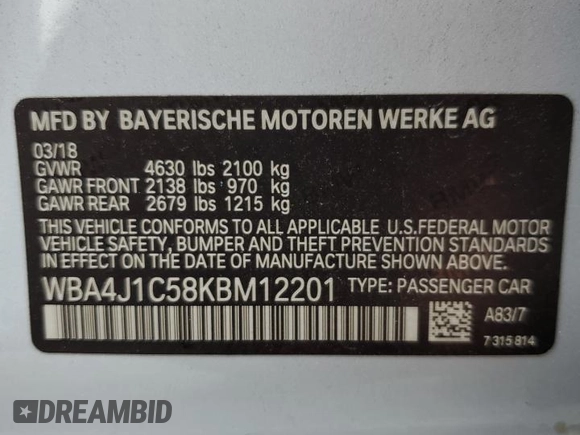 MFD BY BAYERISCHE MOTOREN WERKE AG
03/18
GVWR 4630 lbs 2100 kg
GAWR FRONT 2138 lbs 970 kg
GAWR REAR 2679 lbs 1215 kg
THIS VEHICLE CONFORMS TO ALL APPLICABLE U.S.FEDERAL MOTOR
VEHICLE SAFETY, BUMPER AND THEFT PREVENTION STANDARDS
IN EFFECT ON THE DATE OF MANUFACTURE SHOWN ABOVE.
WBA4J1C58KBM12201 TYPE: PASSENGER CAR
A83/7
7 315 814
DREAMBID